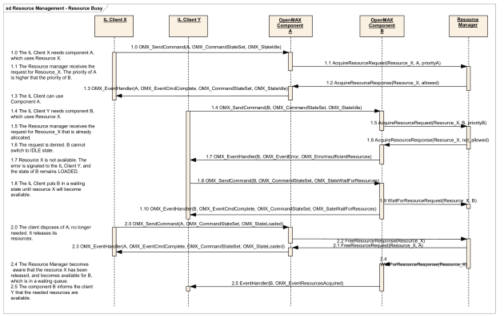 sd Resource Management - Resource Busy
IL Client X
IL Client Y
OpenMAX
Component
A
OpenMAX
Component
B
Resource
Manager
1.0 The IL Client X needs component A,
which uses Resource X.
1.0 OMX_SendCommand(A, OMX_CommandStateSet, OMX_StateIdle)
1.1 The Resource manager receives the
request for Resource_X. The priority of A
is higher that the priority of B.
1.1 AcquireResourceRequest(Resource_X, A, priorityA)
1.2 AcquireResourceResponse(Resource_X, allowed)
1.3 OMX_EventHandler(A, OMX_EventCmdComplete, OMX_CommandStateSet, OMX_StateIdle)
1.3 The IL Client can use
Component A.
1.4 The IL Client Y needs component B,
which uses Resource X.
1.4 OMX_SendCommand(B, OMX_CommandStateSet, OMX_StateIdle)
1.5 The Resource manager receives the
request for Resource_X that is
already allocated.
1.5 AcquireResourceRequest(Resource_X, B, priorityB)
1.6 The request is denied. B cannot
switch to IDLE state.
1.6 AcquireResourceResponse(Resource_X, not_allowed)
1.7 Resource X is not available. The
error is signaled to the IL Client Y, and
the state of B remains LOADED.
1.7 OMX_EventHandler(B, OMX_EventError, OMX_ErrorInsufficientResources)
1.8 The IL Client puts B in a waiting
state until resource X will become
available.
1.8 OMX_SendCommand(B, OMX_CommandStateSet, OMX_StateWaitForResources)
1.9 WaitForResourceRequest(Resource_X, B)
1.10 OMX_EventHandler(B, OMX_EventCmdComplete, OMX_CommandStateSet, OMX_StateWaitForResources)
2.0 The client disposes of A, no longer
needed. It releases its
resources.
2.0 OMX_SendCommand(A, OMX_CommandStateSet, OMX_StateLoaded)
2.2 FreeResourceResponse(Resource_X)
2.1 FreeResourceRequest(Resource_X, A)
2.3 OMX_EventHandler(A, OMX_EventCmdComplete, OMX_CommandStateSet, OMX_StateLoaded)
2.4 The Resource Manager becomes
aware that the resource X has been
released, and becomes available for B,
which is in a waiting queue.
2.4
WaitForResourceResponse(Resource_X)
2.5 The component B informs the client
Y that the needed resources are
available.
2.5 EventHandler(B, OMX_EventResourcesAcquired)